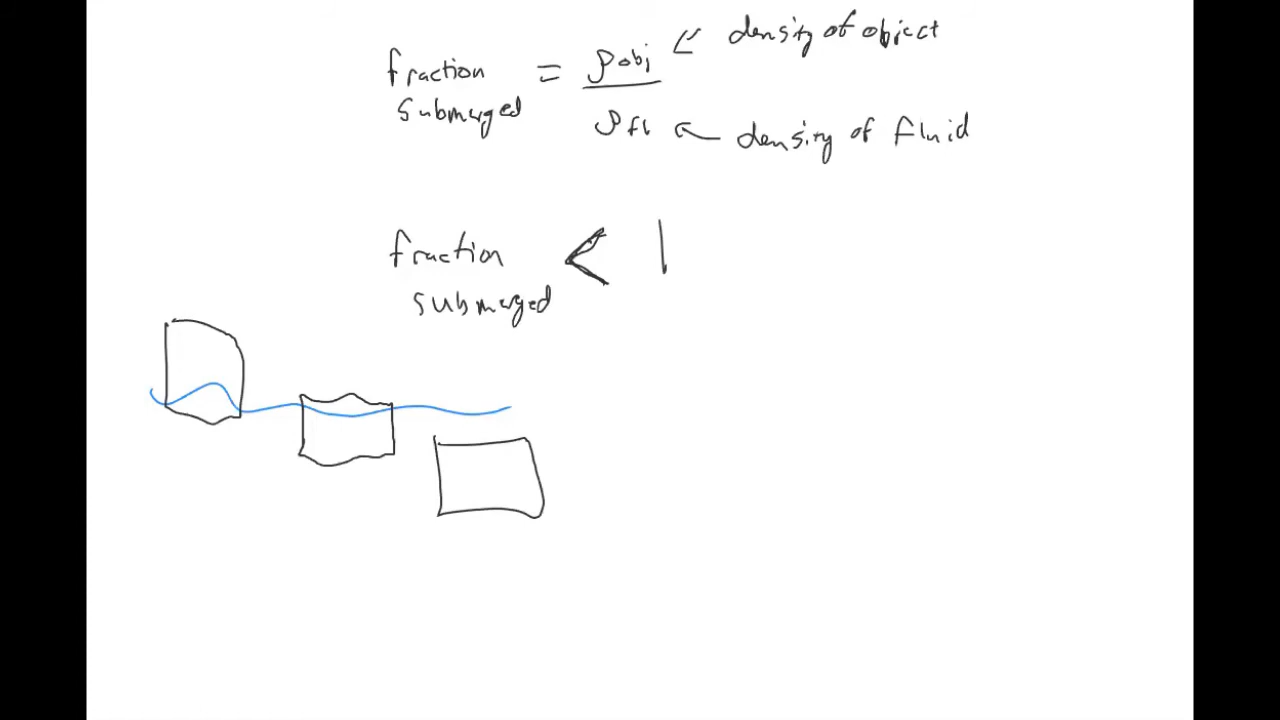 fraction submerged = ρobj / ρfl
← density of object
← density of fluid
fraction submerged < 1